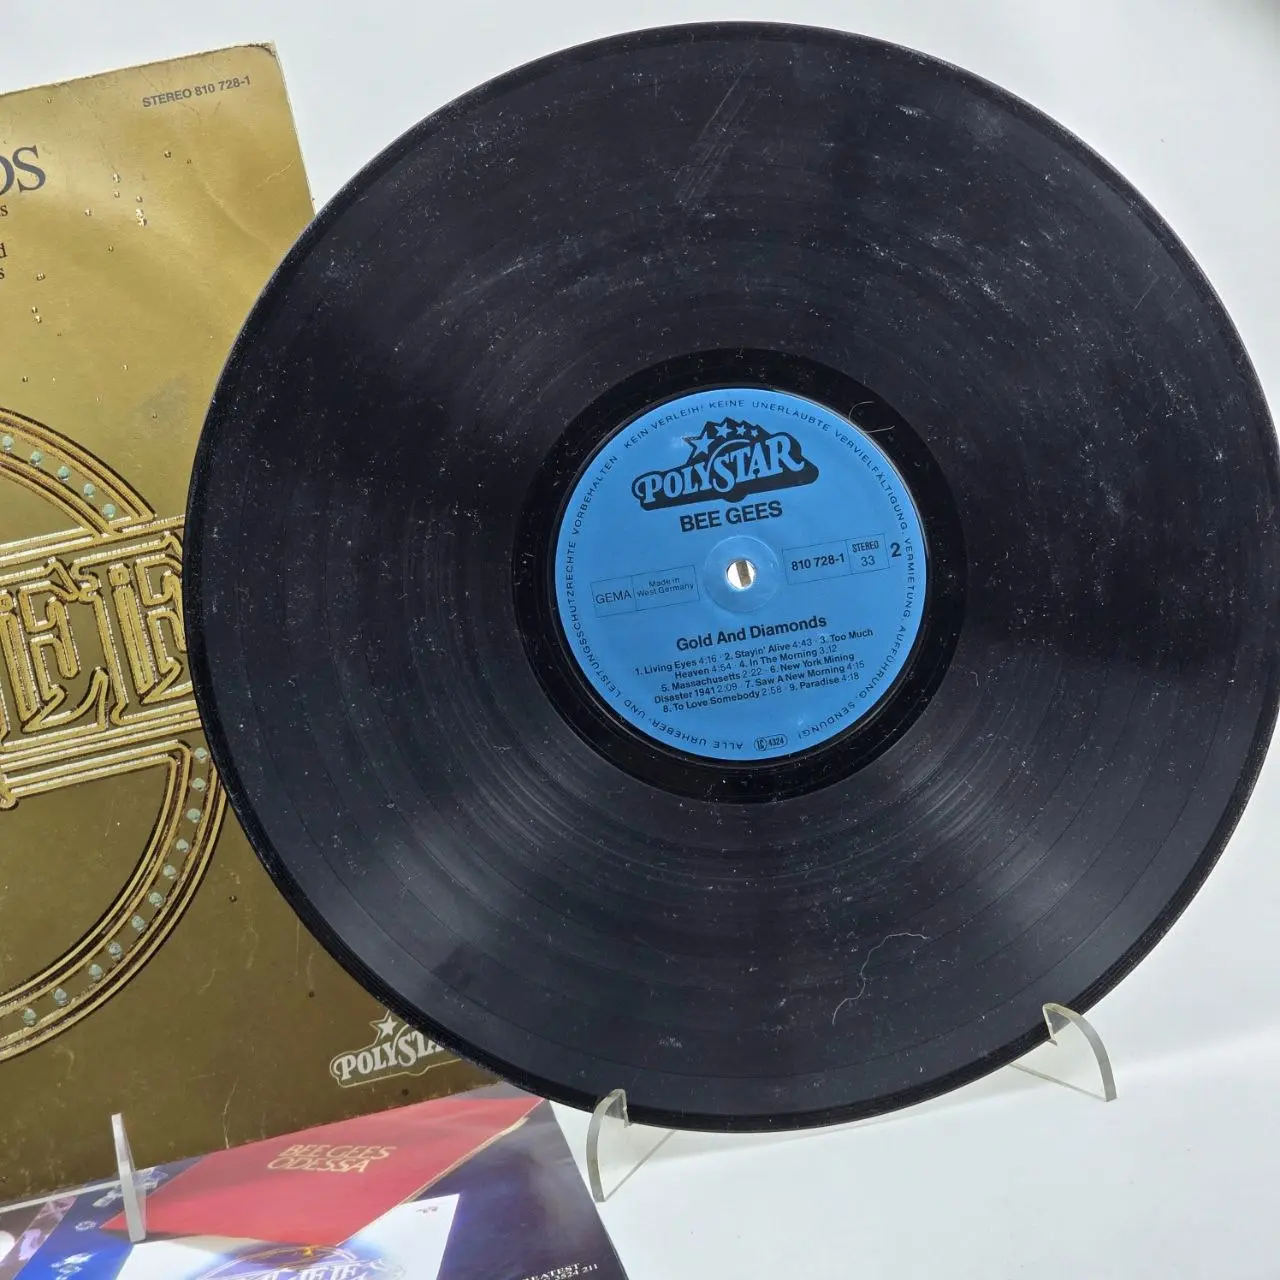 STEREO 810 728-1
DS
s
d
s
POLYSTAR
BEE GEES
ODESSA
2524 211
KEIN VERLEIH! KEINE UNERLAUBTE VERVIELFÄLTIGUNG, VERMIETUNG, AUFFÜHRUNG, SENDUNG!
ALLE URHEBER- UND LEISTUNGSSCHUTZRECHTE VORBEHALTEN
POLYSTAR
BEE GEES
810 728-1
STEREO
33
2
GEMA
Made in
West Germany
Gold And Diamonds
1. Living Eyes 4:16 · 2. Stayin' Alive 4:43 · 3. Too Much
Heaven 4:54 · 4. In The Morning 3:12
5. Massachusetts 2:22 · 6. New York Mining
Disaster 1941 2:09 · 7. Saw A New Morning 4:15
8. To Love Somebody 2:58 · 9. Paradise 4:18
LC 4324